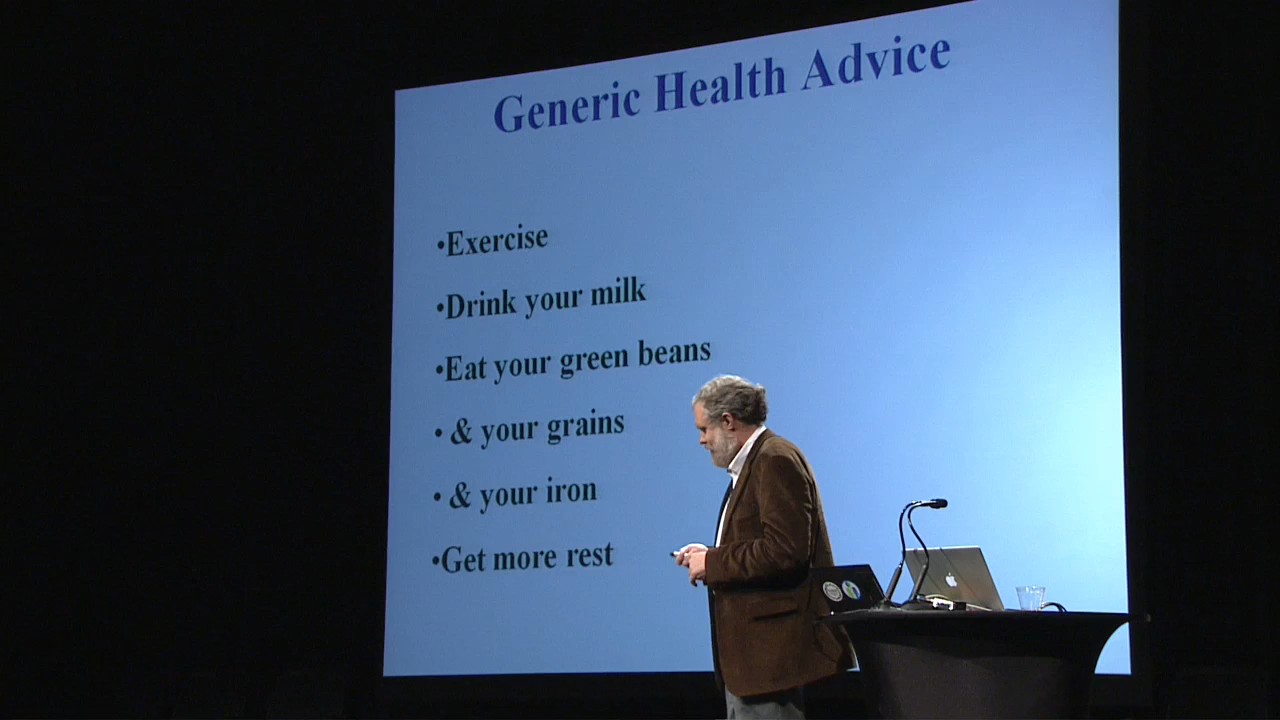 Generic Health Advice
•Exercise
•Drink your milk
•Eat your green beans
• & your grains
• & your iron
•Get more rest